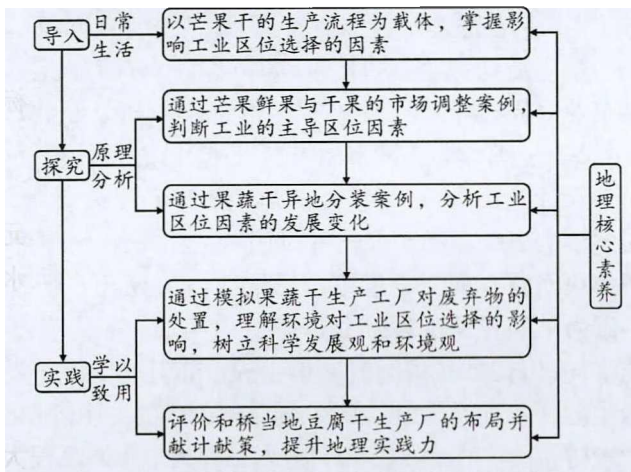 导入
日常
生活
以芒果干的生产流程为载体，掌握影
响工业区位选择的因素
通过芒果鲜果与干果的市场调整案例，
判断工业的主导区位因素
探究
原理
分析
通过果蔬干异地分装案例，分析工业
区位因素的发展变化
地理核心素养
通过模拟果蔬干生产工厂对废弃物的
处置，理解环境对工业区位选择的影
响，树立科学发展观和环境观
实践
学以
致用
评价和桥当地豆腐干生产厂的布局并
献计献策，提升地理实践力